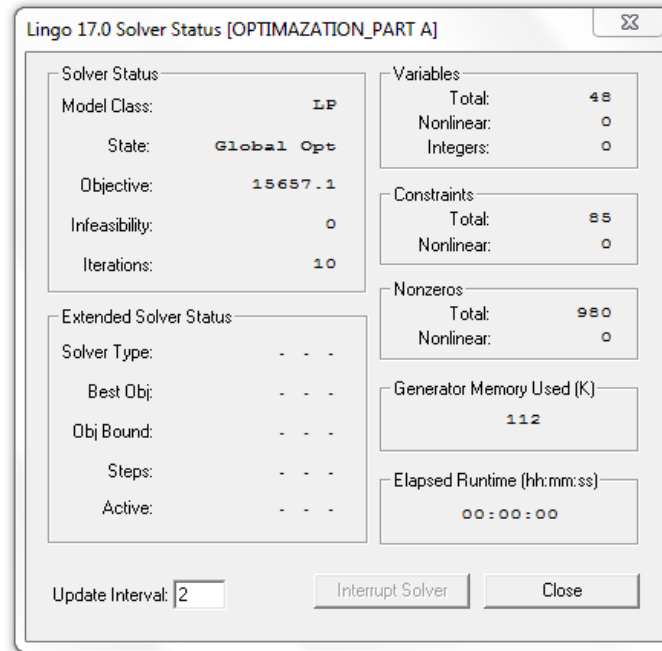 Lingo 17.0 Solver Status [OPTIMAZATION_PART A]
Solver Status
Model Class: LP
State: Global Opt
Objective: 15657.1
Infeasibility: 0
Iterations: 10
Extended Solver Status
Solver Type: - - -
Best Obj: - - -
Obj Bound: - - -
Steps: - - -
Active: - - -
Variables
Total: 48
Nonlinear: 0
Integers: 0
Constraints
Total: 85
Nonlinear: 0
Nonzeros
Total: 980
Nonlinear: 0
Generator Memory Used (K)
112
Elapsed Runtime (hh:mm:ss)
00:00:00
Update Interval: 2
Interrupt Solver
Close